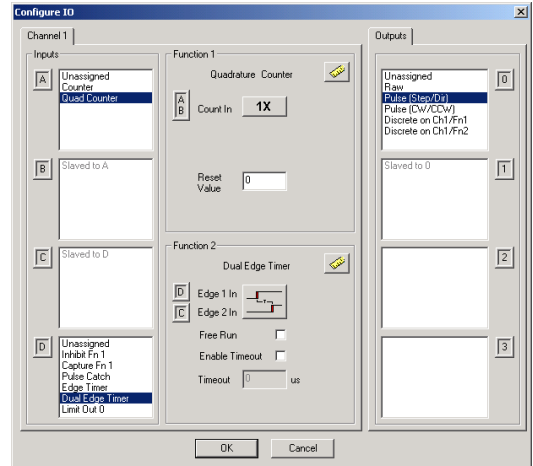 Configure IO
Channel 1
Inputs
A
Unassigned
Counter
Quad Counter
B
Slaved to A
C
Slaved to D
D
Unassigned
Inhibit Fn 1
Capture Fn 1
Pulse Catch
Edge Timer
Dual Edge Timer
Limit Out 0
Function 1
Quadrature Counter
A
B
Count In
1X
Reset
Value
0
Function 2
Dual Edge Timer
D
Edge 1 In
C
Edge 2 In
T
Free Run
Enable Timeout
Timeout
0
us
Outputs
Unassigned
Raw
Pulse (Step/Dir)
Pulse (CW/CCW)
Discrete on Ch1/Fn1
Discrete on Ch1/Fn2
0
Slaved to 0
1
2
3
OK
Cancel